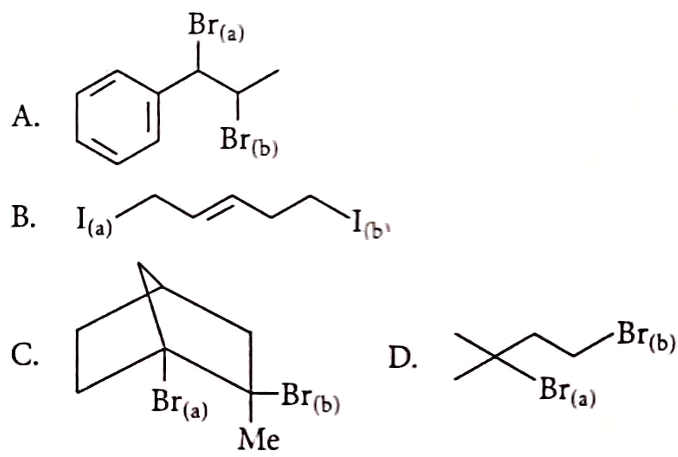 Br(a)
A.
Br(b)
B. I(a) I(b)
C.
Br(a) Br(b)
Me
D. Br(b)
Br(a)